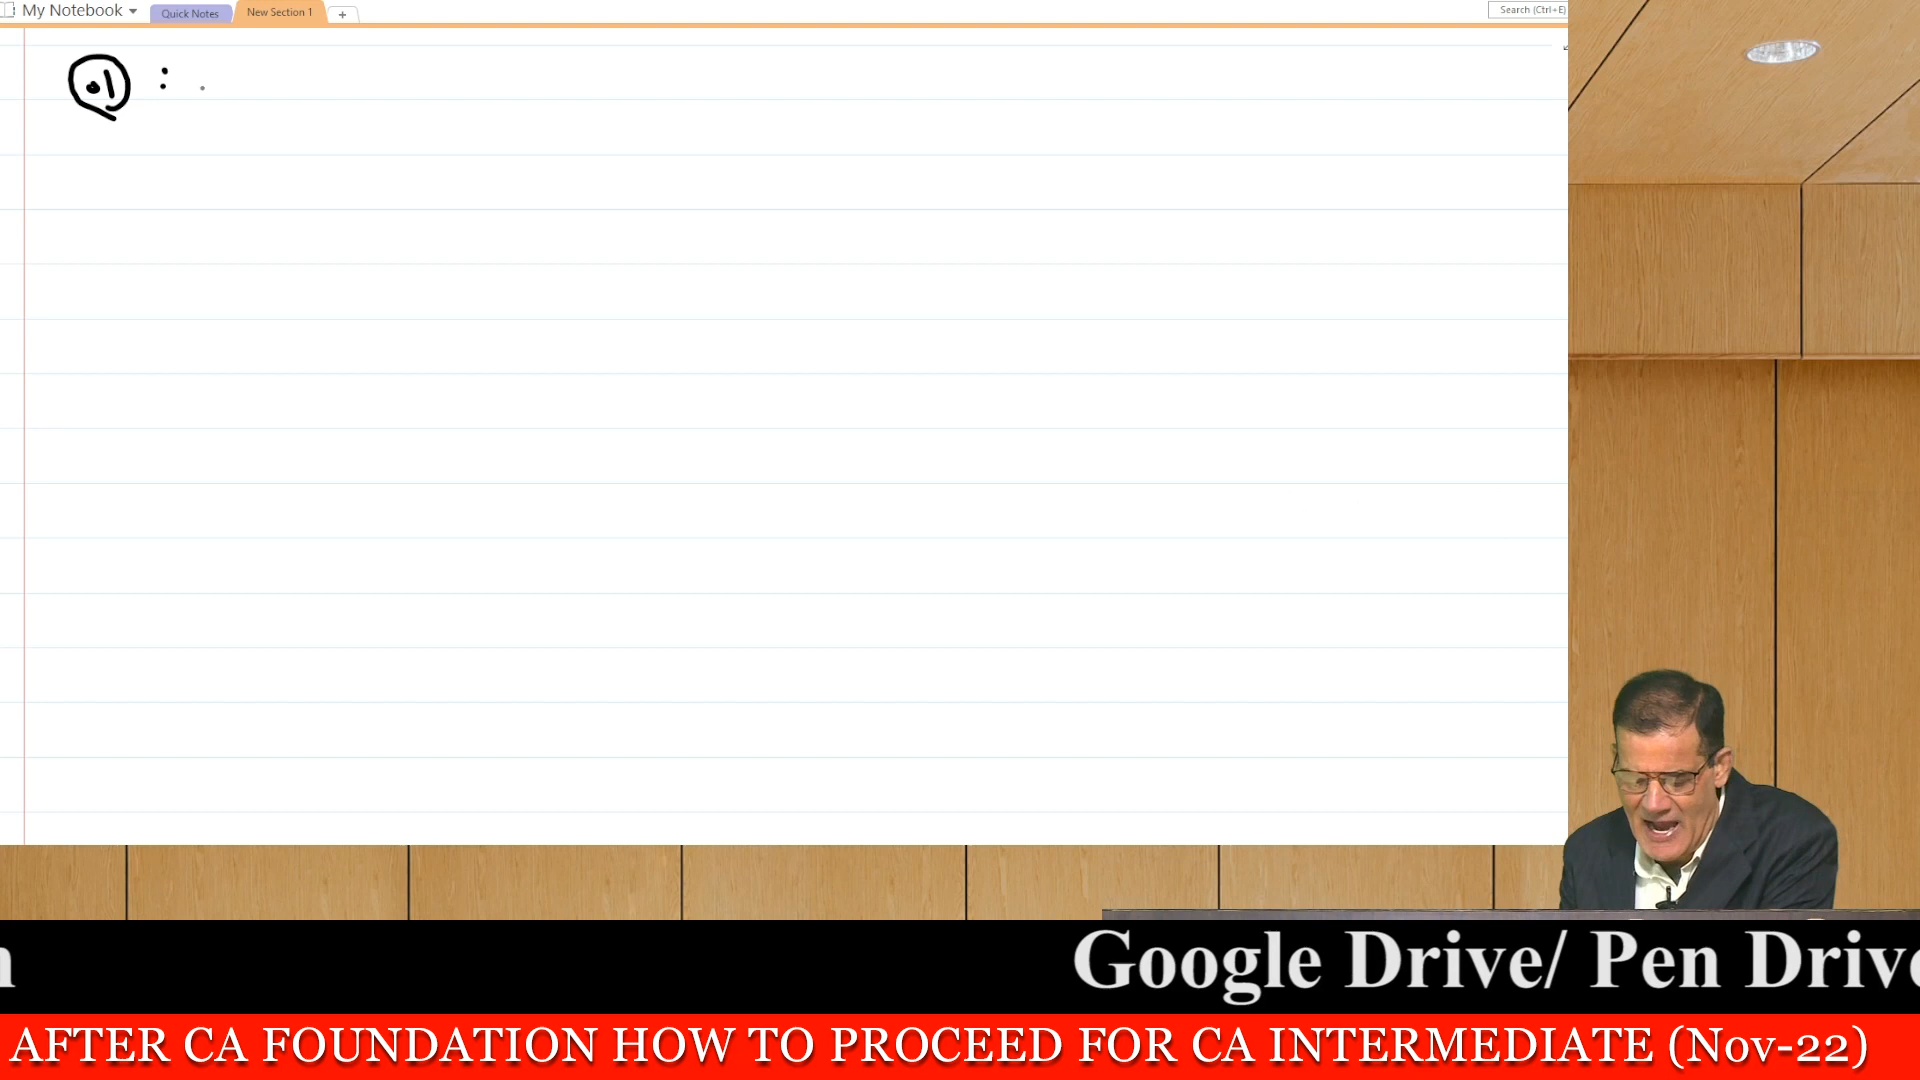 My Notebook Quick Notes New Section 1 + Search (Ctrl+E)
Q1 :
Google Drive/ Pen Drive
AFTER CA FOUNDATION HOW TO PROCEED FOR CA INTERMEDIATE (Nov-22)